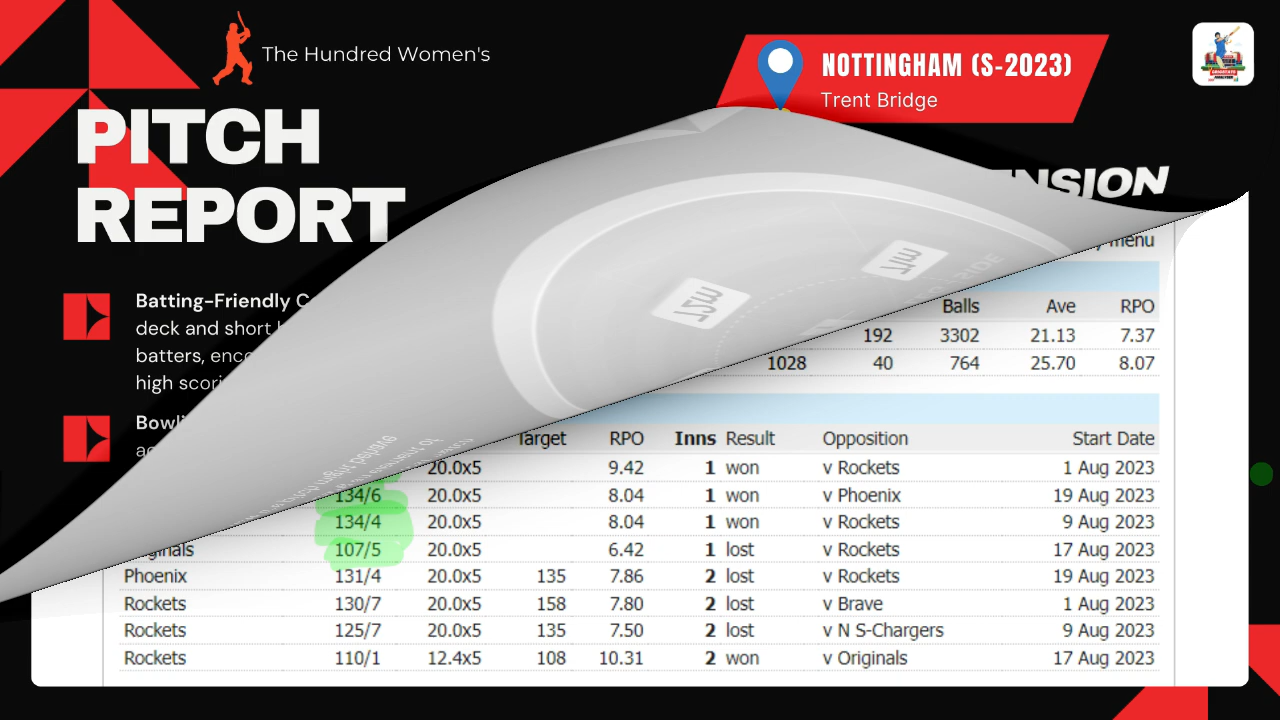 The Hundred Women's
NOTTINGHAM (S-2023)
Trent Bridge
PITCH
REPORT
Batting-Friendly
deck and short
batters,
high
menu
Balls Ave RPO
192 3302 21.13 7.37
1028 40 764 25.70 8.07
Target RPO Inns Result Opposition Start Date
20.0x5 9.42 1 won v Rockets 1 Aug 2023
134/6 20.0x5 8.04 1 won v Phoenix 19 Aug 2023
134/4 20.0x5 8.04 1 won v Rockets 9 Aug 2023
107/5 20.0x5 6.42 1 lost v Rockets 17 Aug 2023
Phoenix 131/4 20.0x5 135 7.86 2 lost v Rockets 19 Aug 2023
Rockets 130/7 20.0x5 158 7.80 2 lost v Brave 1 Aug 2023
Rockets 125/7 20.0x5 135 7.50 2 lost v N S-Chargers 9 Aug 2023
Rockets 110/1 12.4x5 108 10.31 2 won v Originals 17 Aug 2023